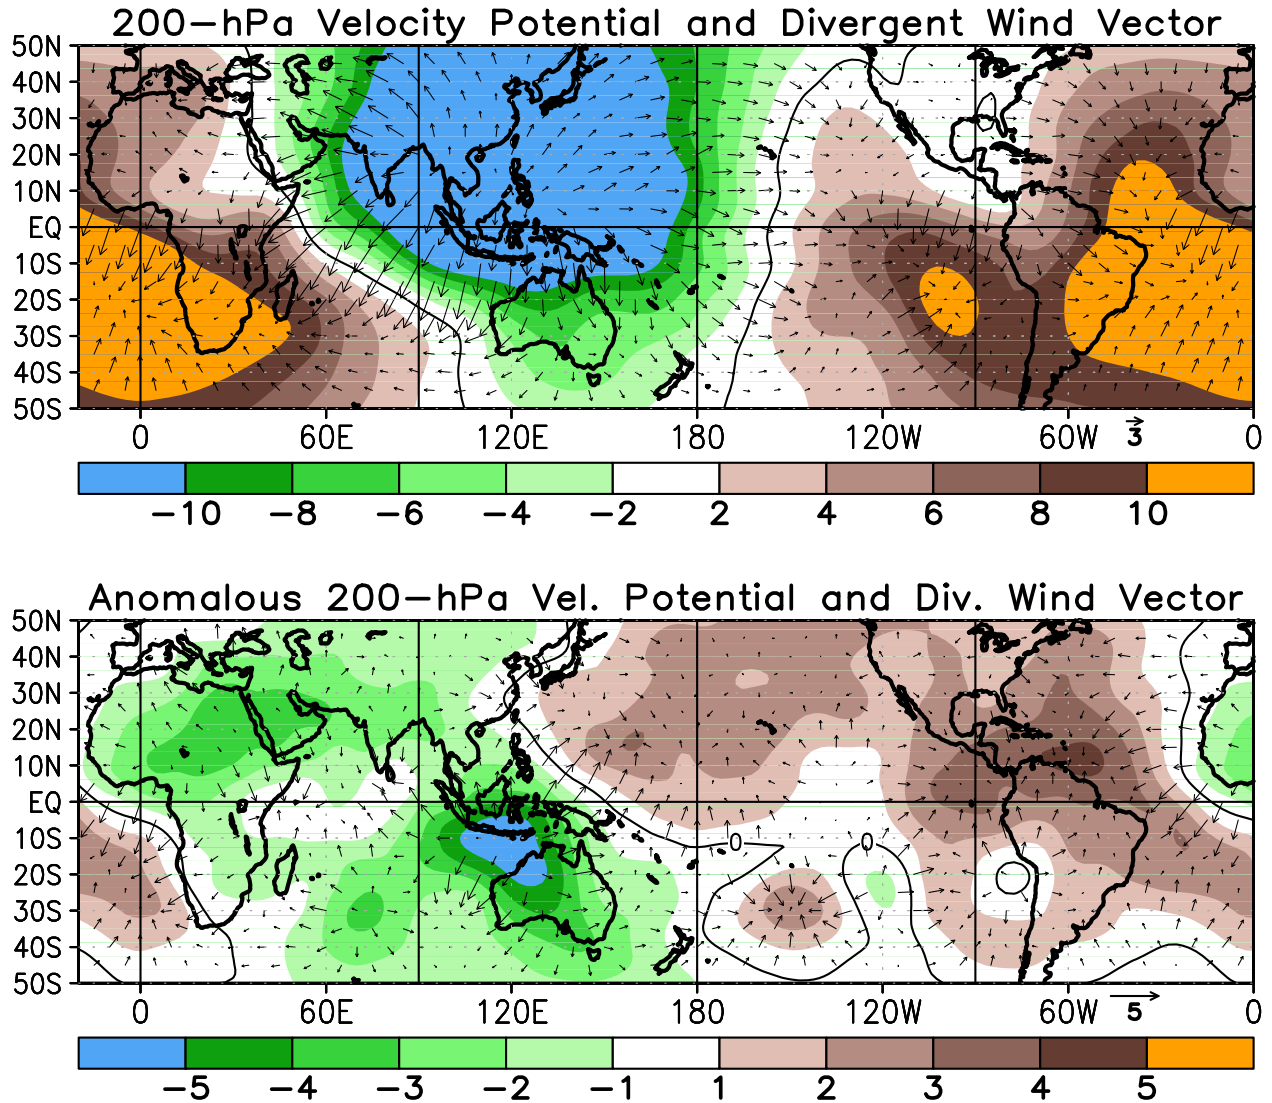 200-hPa Velocity Potential and Divergent Wind Vector
50N
40N
30N
20N
10N
EQ
10S
20S
30S
40S
50S
0 60E 120E 180 120W 60W 0
3
-10 -8 -6 -4 -2 2 4 6 8 10
Anomalous 200-hPa Vel. Potential and Div. Wind Vector
50N
40N
30N
20N
10N
EQ
10S
0 0
20S
30S
40S
50S
0 60E 120E 180 120W 60W 0
5
-5 -4 -3 -2 -1 1 2 3 4 5